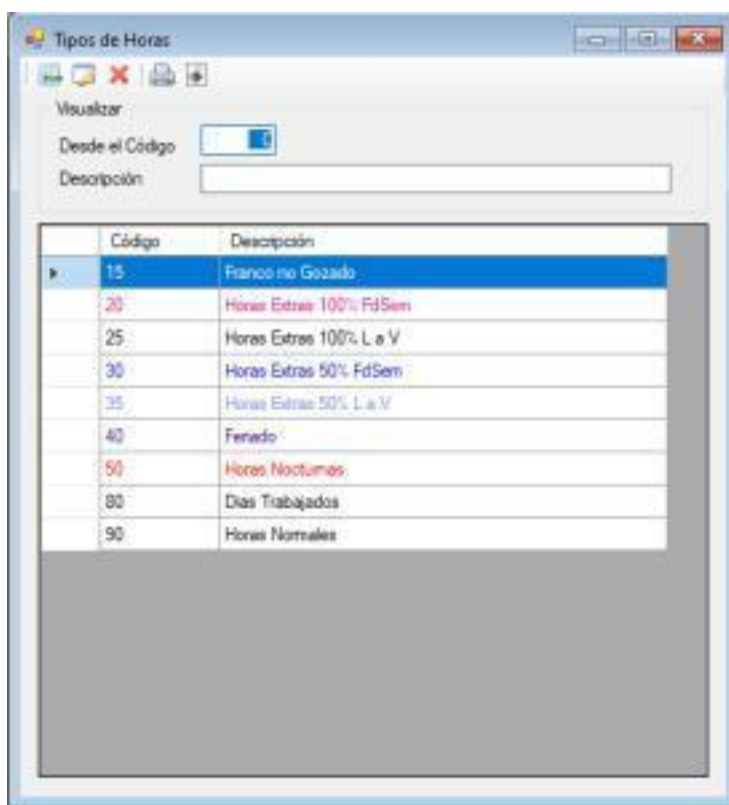 Tipos de Horas
Visualizar
Desde el Código 0
Descripción
Código Descripción
15 Franco no Gozado
20 Horas Extras 100% FdSem
25 Horas Extras 100% L a V
30 Horas Extras 50% FdSem
35 Horas Extras 50% L a V
40 Feriado
50 Horas Nocturnas
80 Dias Trabajados
90 Horas Normales